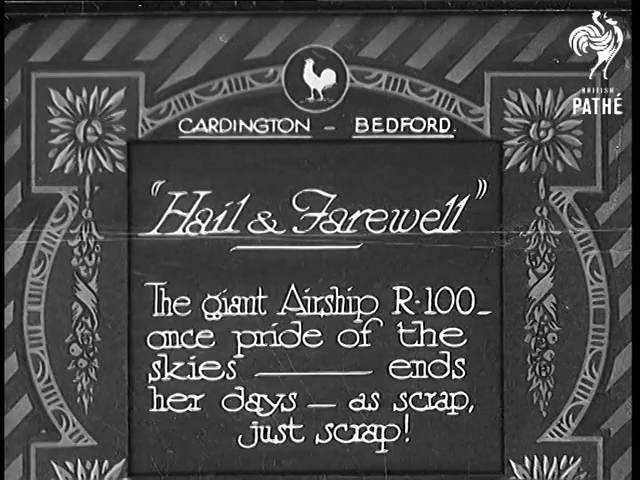 BRITISH
PATHÉ
CARDINGTON – BEDFORD.
"Hail & Farewell"
The giant Airship R·100_
once pride of the
skies —— ends
her days — as scrap,
just scrap!